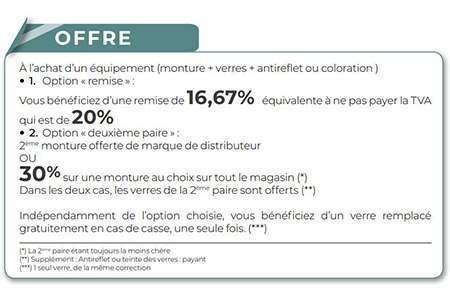 OFFRE
À l'achat d'un équipement (monture + verres + antireflet ou coloration )
• 1. Option « remise » :
Vous bénéficiez d'une remise de 16,67% équivalente à ne pas payer la TVA
qui est de 20%
• 2. Option « deuxième paire » :
2ème monture offerte de marque de distributeur
OU
30% sur une monture au choix sur tout le magasin (*)
Dans les deux cas, les verres de la 2ème paire sont offerts (**)
Indépendamment de l'option choisie, vous bénéficiez d'un verre remplacé
gratuitement en cas de casse, une seule fois. (***)
(*) La 2ème paire étant toujours la moins chère
(**) Supplément : Antireflet ou teinte des verres : payant
(***) 1 seul verre, de la même correction